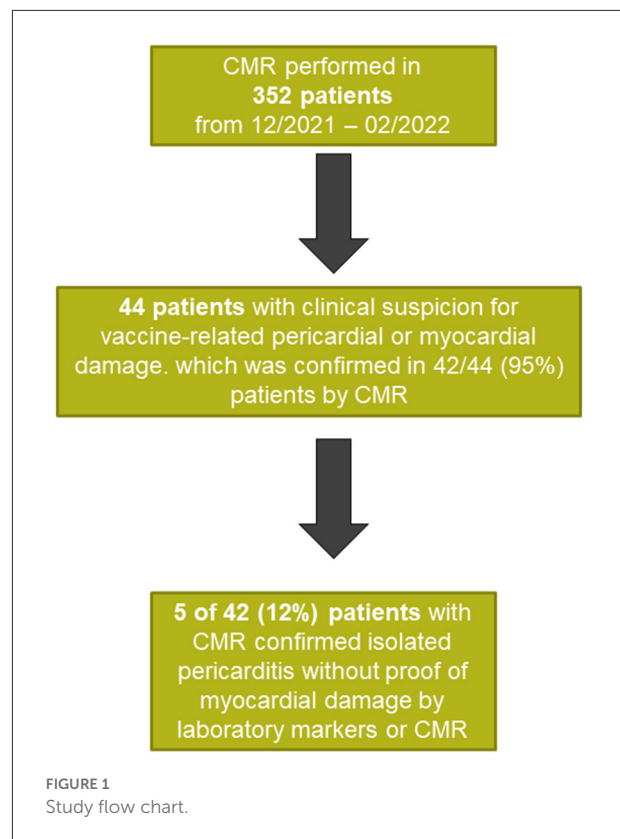 CMR performed in
352 patients
from 12/2021 – 02/2022
44 patients with clinical suspicion for
vaccine-related pericardial or myocardial
damage. which was confirmed in 42/44 (95%)
patients by CMR
5 of 42 (12%) patients with
CMR confirmed isolated
pericarditis without proof of
myocardial damage by
laboratory markers or CMR
FIGURE 1
Study flow chart.